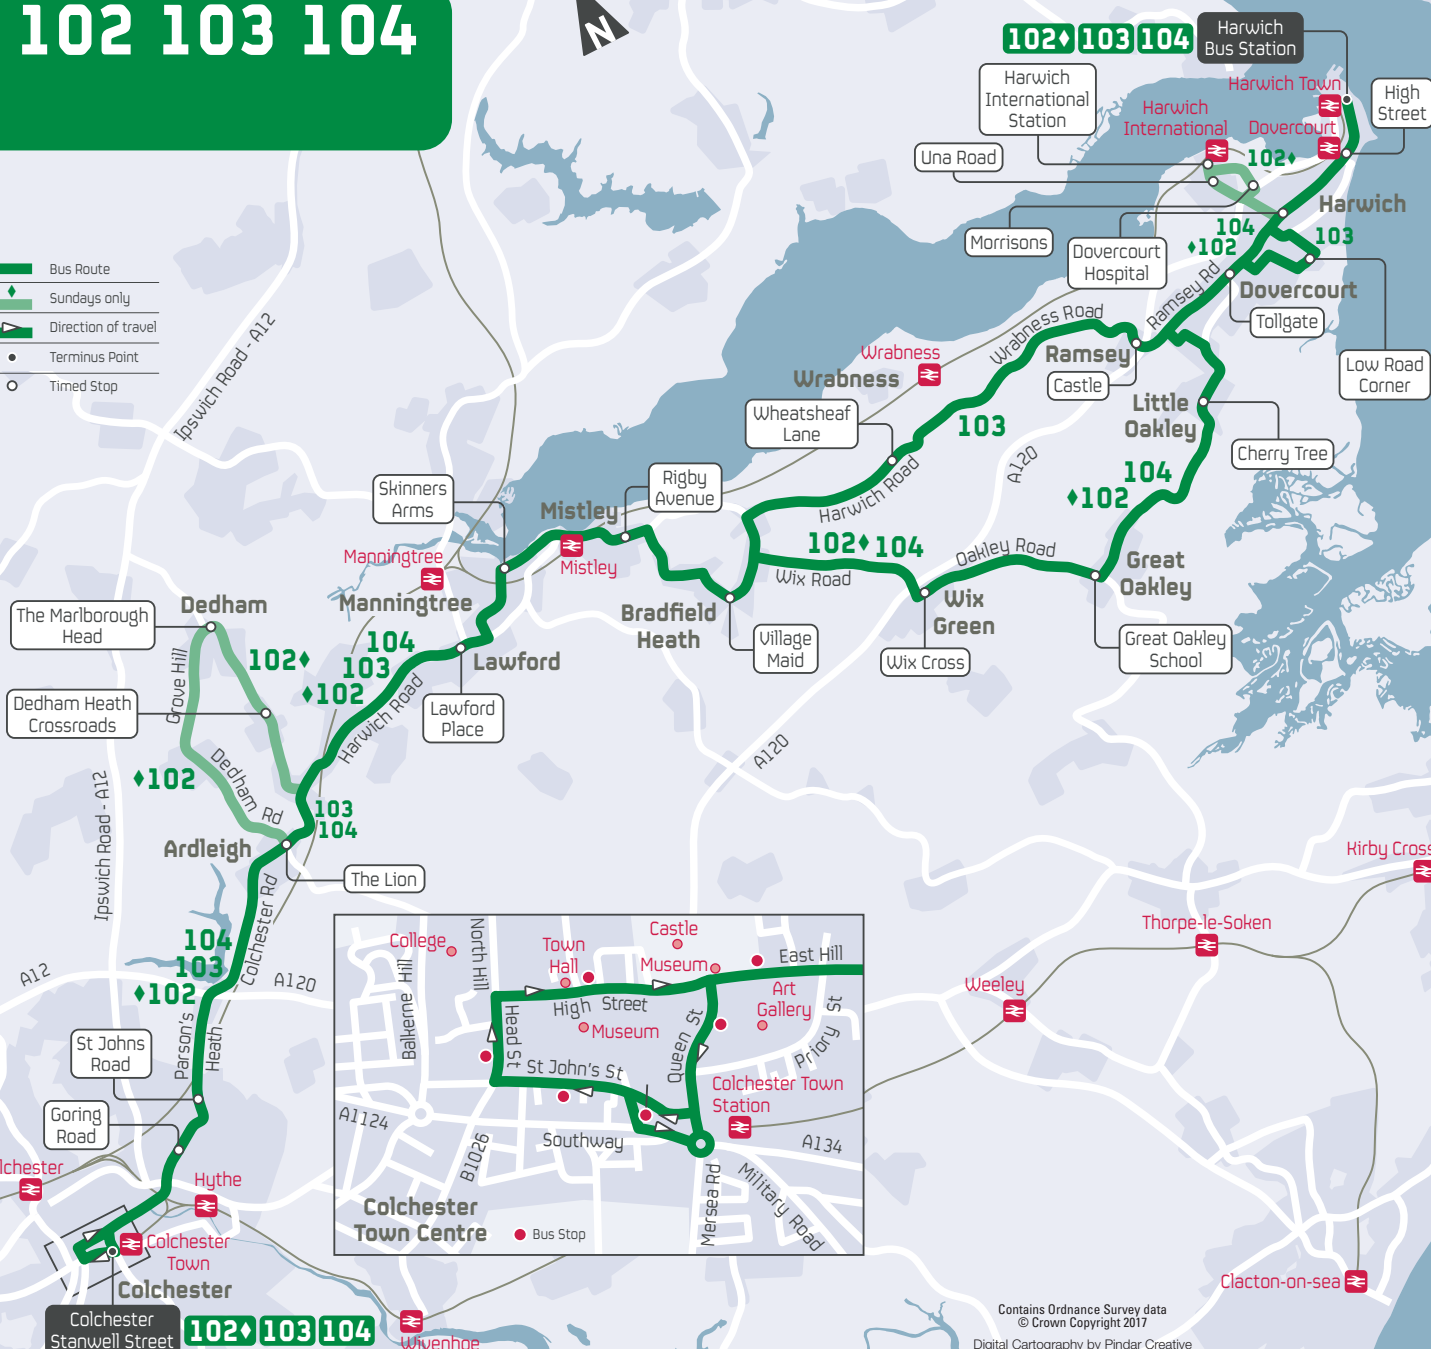 102 103 104
N
Bus Route
Sundays only
Direction of travel
Terminus Point
Timed Stop
102♦ 103 104
Harwich
Bus Station
Harwich
International
Station
Harwich Town
High
Street
Harwich
International
Dovercourt
102♦
Una Road
Harwich
Morrisons
Dovercourt
Hospital
104
♦102
103
Ramsey Rd
Dovercourt
Tollgate
Low Road
Corner
Wrabness Road
Ramsey
Castle
Wrabness
Wrabness
Little
Oakley
Cherry Tree
Wheatsheaf
Lane
103
A120
Harwich Road
104
♦102
Ipswich Road - A12
Skinners
Arms
Rigby
Avenue
Mistley
Mistley
Manningtree
Manningtree
102♦ 104
Wix Road
Oakley Road
Great
Oakley
Wix
Green
Bradfield
Heath
Village
Maid
Wix Cross
Great Oakley
School
The Marlborough
Head
Dedham
102♦
104
103
♦102
Lawford
Lawford
Place
Harwich Road
Grove Hill
Dedham Heath
Crossroads
♦102
Dedham Rd
Ipswich Road - A12
103
104
A120
Ardleigh
The Lion
Colchester Rd
104
103
♦102
A12
A120
Kirby Cross
Thorpe-le-Soken
Weeley
St Johns
Road
Parson's
Heath
Goring
Road
lchester
Hythe
Colchester
Town
Colchester
Colchester
Stanwell Street
102♦ 103 104
Wivenhoe
College
North Hill
Town
Hall
Castle
Museum
East Hill
Balkerne Hill
High Street
Art
Gallery
Museum
Head St
Queen St
Priory St
St John's St
Colchester Town
Station
A1124
B1026
Southway
A134
Mersea Rd
Military Road
Colchester
Town Centre
Bus Stop
Clacton-on-sea
Contains Ordnance Survey data
© Crown Copyright 2017
Digital Cartography by Pindar Creative